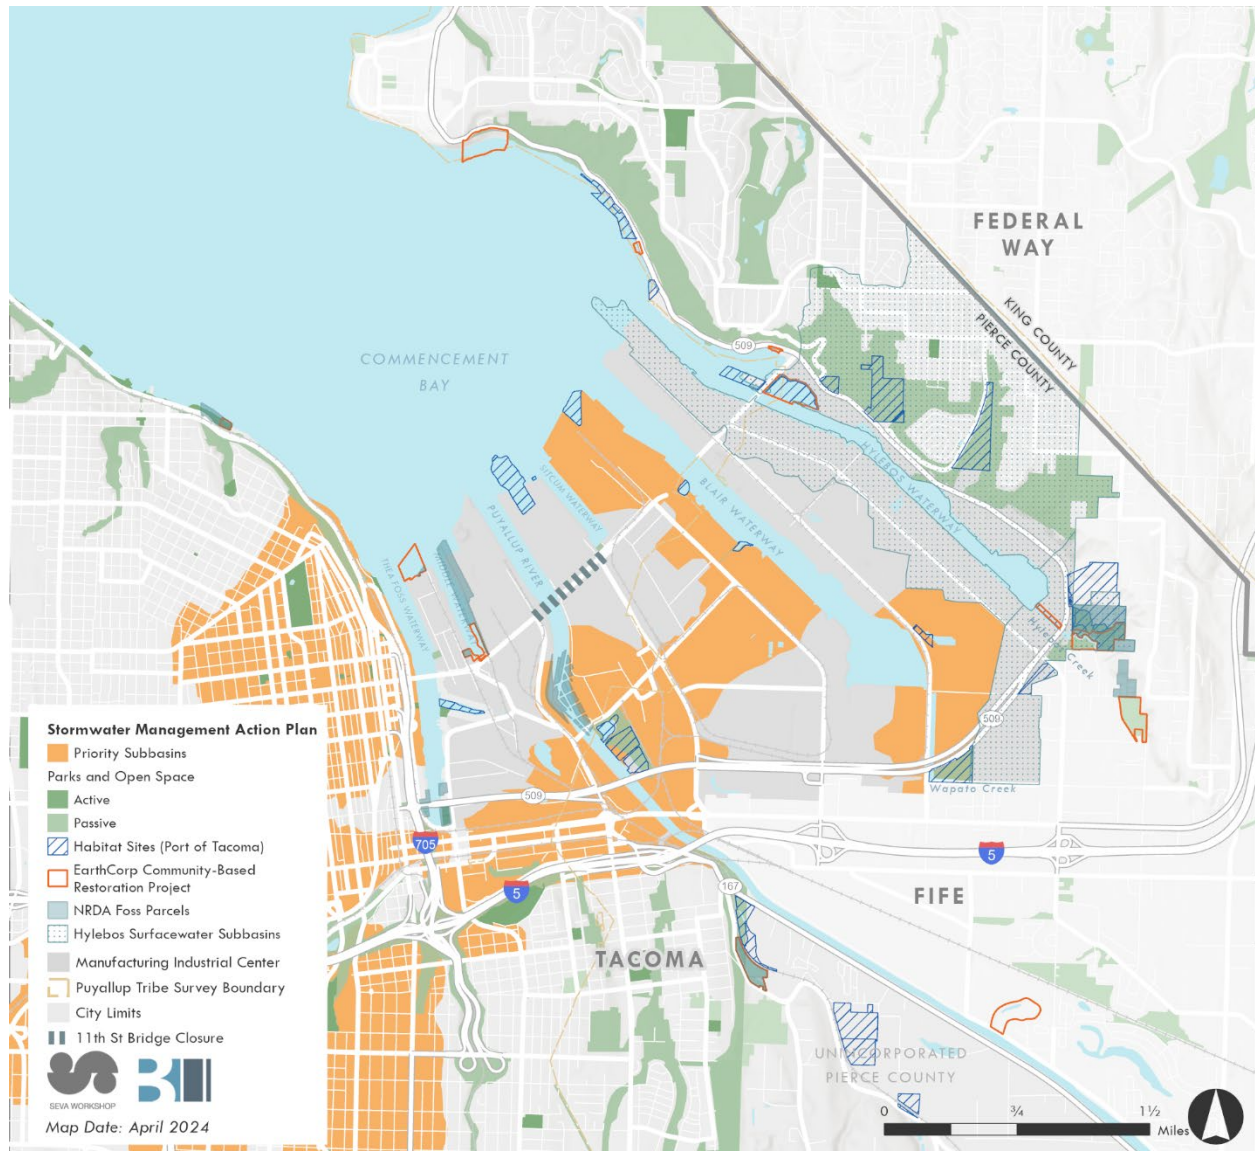 FEDERAL
WAY
KING COUNTY
PIERCE COUNTY
COMMENCEMENT
BAY
509
HYLEBOS WATERWAY
BLAIR WATERWAY
SITCUM WATERWAY
PUYALLUP RIVER
MIDDLE WATERWAY
THEA FOSS WATERWAY
Hylebos Creek
509
Wapato Creek
509
705
5
5
167
FIFE
TACOMA
UNINCORPORATED
PIERCE COUNTY
Stormwater Management Action Plan
Priority Subbasins
Parks and Open Space
Active
Passive
Habitat Sites (Port of Tacoma)
EarthCorp Community-Based
Restoration Project
NRDA Foss Parcels
Hylebos Surfacewater Subbasins
Manufacturing Industrial Center
Puyallup Tribe Survey Boundary
City Limits
11th St Bridge Closure
SEVA WORKSHOP
Map Date: April 2024
0 ¾ 1½
Miles